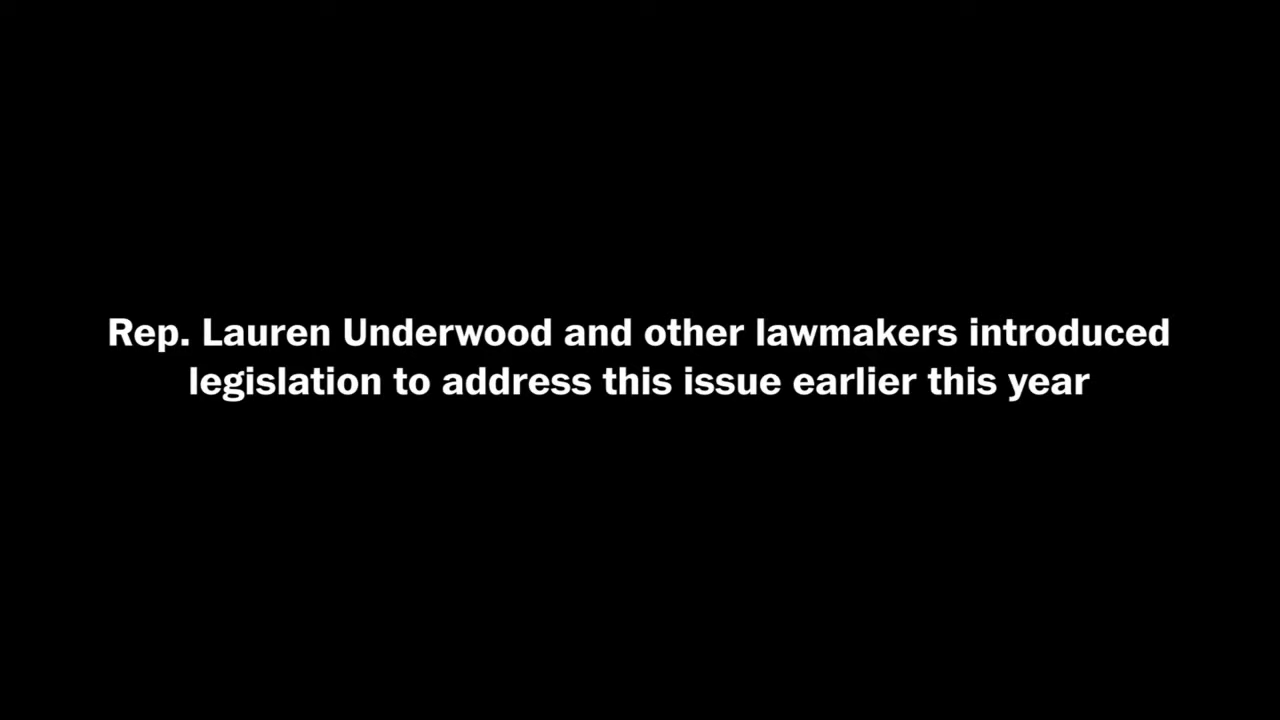 Rep. Lauren Underwood and other lawmakers introduced
legislation to address this issue earlier this year